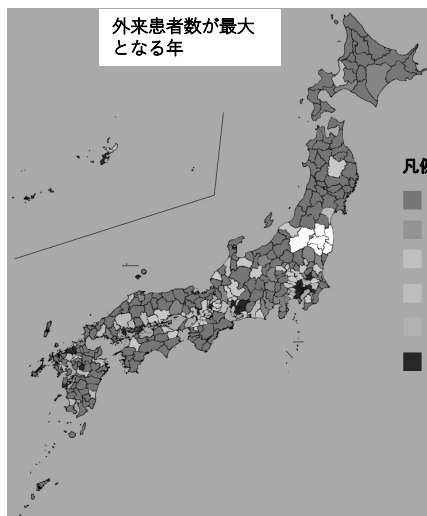 外来患者数が最大
となる年
凡例